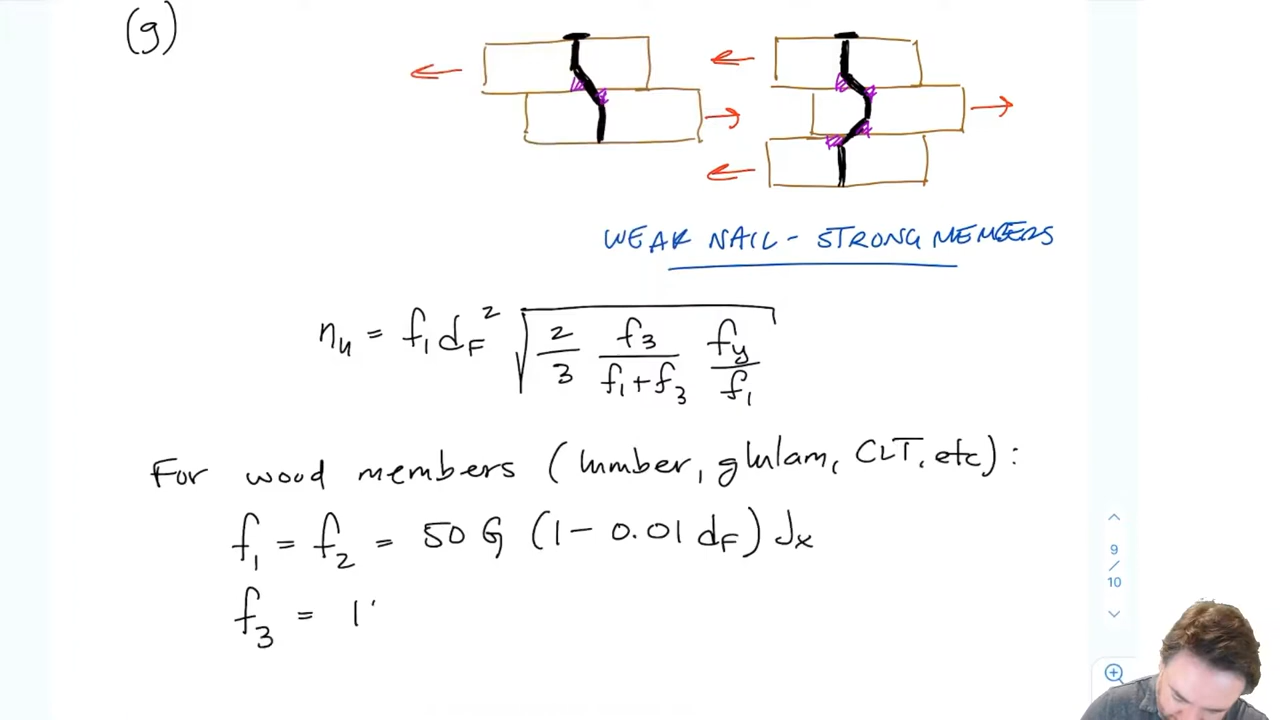 (g)
WEAK NAIL - STRONG MEMBERS
n_u = f_1 d_F^2 √(2/3 f_3/(f_1+f_3) f_y/f_1)
For wood members (lumber, glulam, CLT, etc):
f_1 = f_2 = 50 G (1 - 0.01 d_F) J_x
f_3 = 1
9
/
10